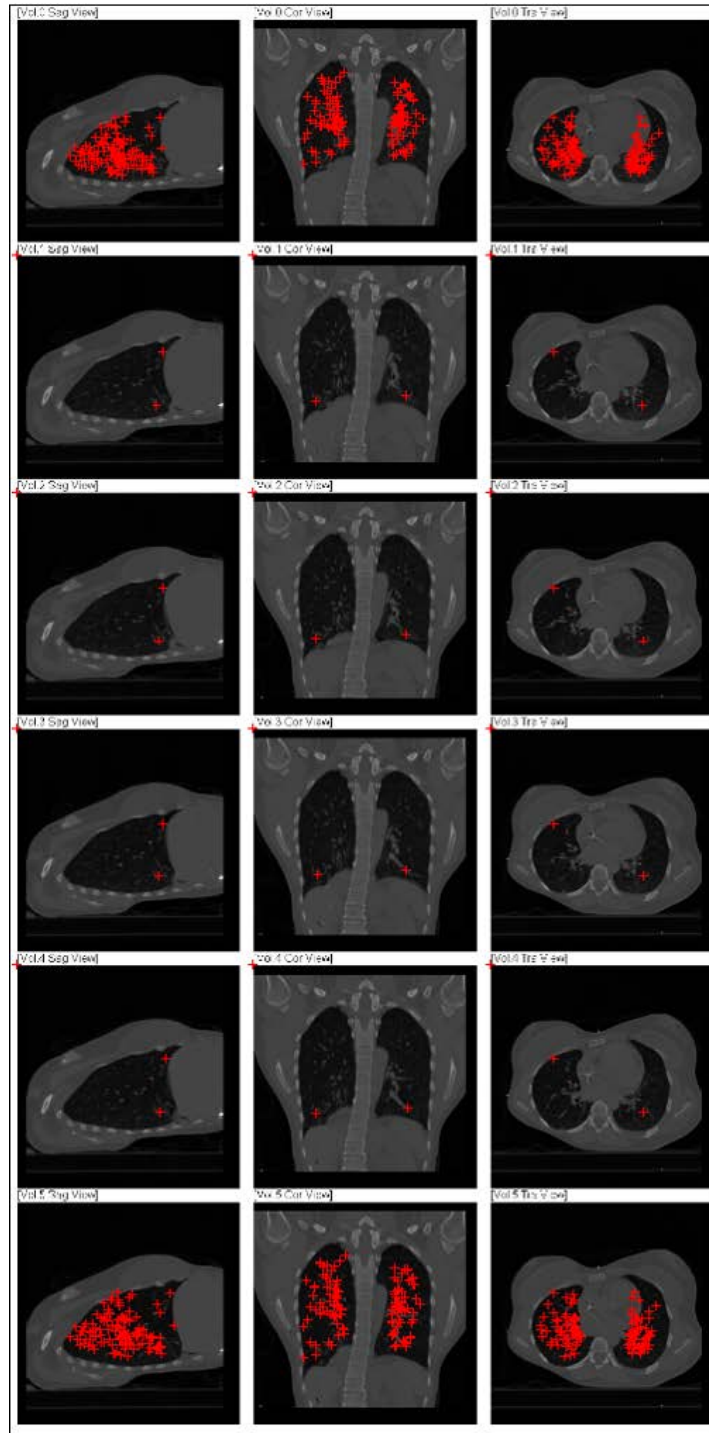 [Vol.0 Sag View] [Vol.0 Cor View] [Vol.0 Tra View]
[Vol.1 Sag View] [Vol.1 Cor View] [Vol.1 Tra View]
[Vol.2 Sag View] [Vol.2 Cor View] [Vol.2 Tra View]
[Vol.3 Sag View] [Vol.3 Cor View] [Vol.3 Tra View]
[Vol.4 Sag View] [Vol.4 Cor View] [Vol.4 Tra View]
[Vol.5 Sag View] [Vol.5 Cor View] [Vol.5 Tra View]